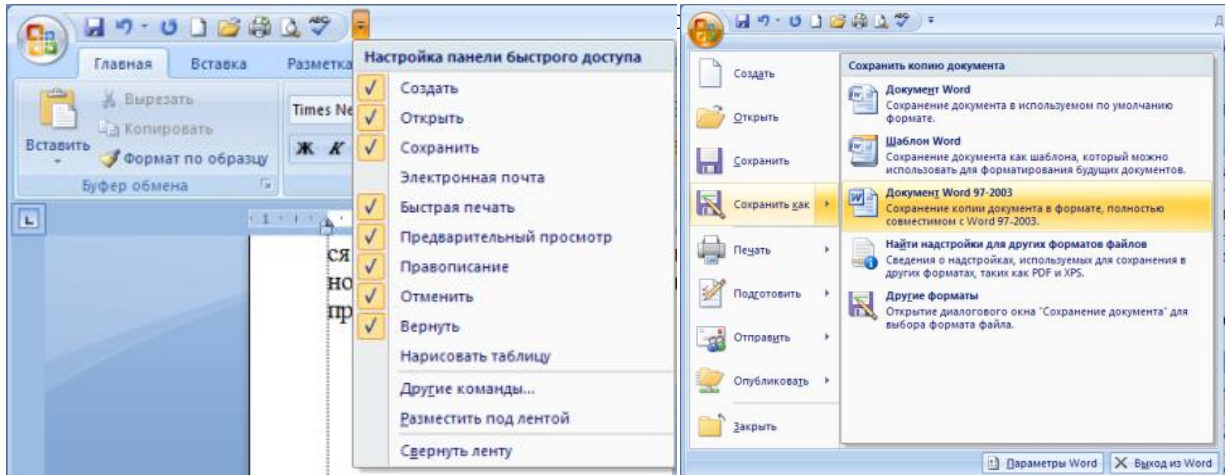 Главная Вставка Разметка
Вставить
Вырезать
Копировать
Формат по образцу
Буфер обмена
Times Ne
Ж К
Настройка панели быстрого доступа
Создать
Открыть
Сохранить
Электронная почта
Быстрая печать
Предварительный просмотр
Правописание
Отменить
Вернуть
Нарисовать таблицу
Другие команды...
Разместить под лентой
Свернуть ленту
1
ся
но
пр
Создать
Открыть
Сохранить
Сохранить как
Печать
Подготовить
Отправить
Опубликовать
Закрыть
Сохранить копию документа
Документ Word
Сохранение документа в используемом по умолчанию
формате.
Шаблон Word
Сохранение документа как шаблона, который можно
использовать для форматирования будущих документов.
Документ Word 97-2003
Сохранение копии документа в формате, полностью
совместимом с Word 97-2003.
Найти надстройки для других форматов файлов
Сведения о надстройках, используемых для сохранения в
других форматах, таких как PDF и XPS.
Другие форматы
Открытие диалогового окна "Сохранение документа" для
выбора формата файла.
Параметры Word Выход из Word